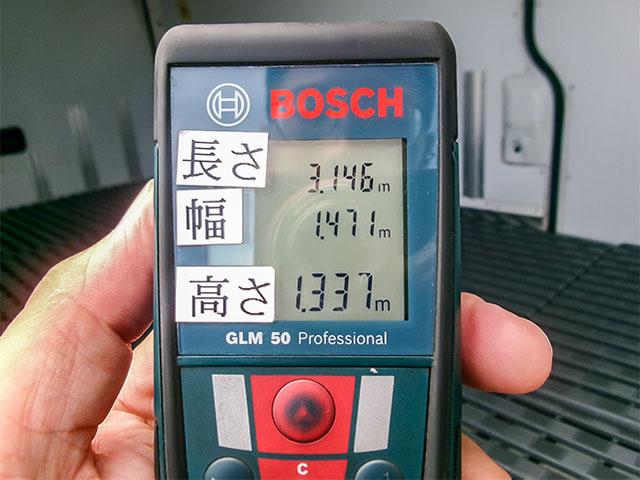 BOSCH
長さ 3.146m
幅 1.471m
高さ 1.337m
GLM 50 Professional
C